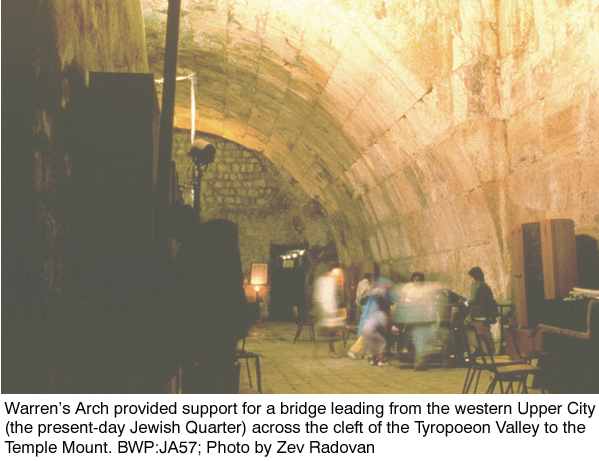 Warren's Arch provided support for a bridge leading from the western Upper City
(the present-day Jewish Quarter) across the cleft of the Tyropoeon Valley to the
Temple Mount. BWP:JA57; Photo by Zev Radovan